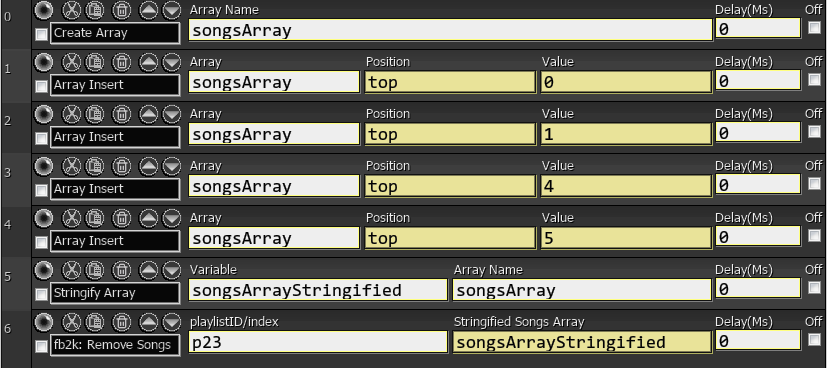 0 Array Name Delay(Ms) Off
Create Array songsArray 0
1 Array Position Value Delay(Ms) Off
Array Insert songsArray top 0 0
2 Array Position Value Delay(Ms) Off
Array Insert songsArray top 1 0
3 Array Position Value Delay(Ms) Off
Array Insert songsArray top 4 0
4 Array Position Value Delay(Ms) Off
Array Insert songsArray top 5 0
5 Variable Array Name Delay(Ms) Off
Stringify Array songsArrayStringified songsArray 0
6 playlistID/index Stringified Songs Array Delay(Ms) Off
fb2k: Remove Songs p23 songsArrayStringified 0